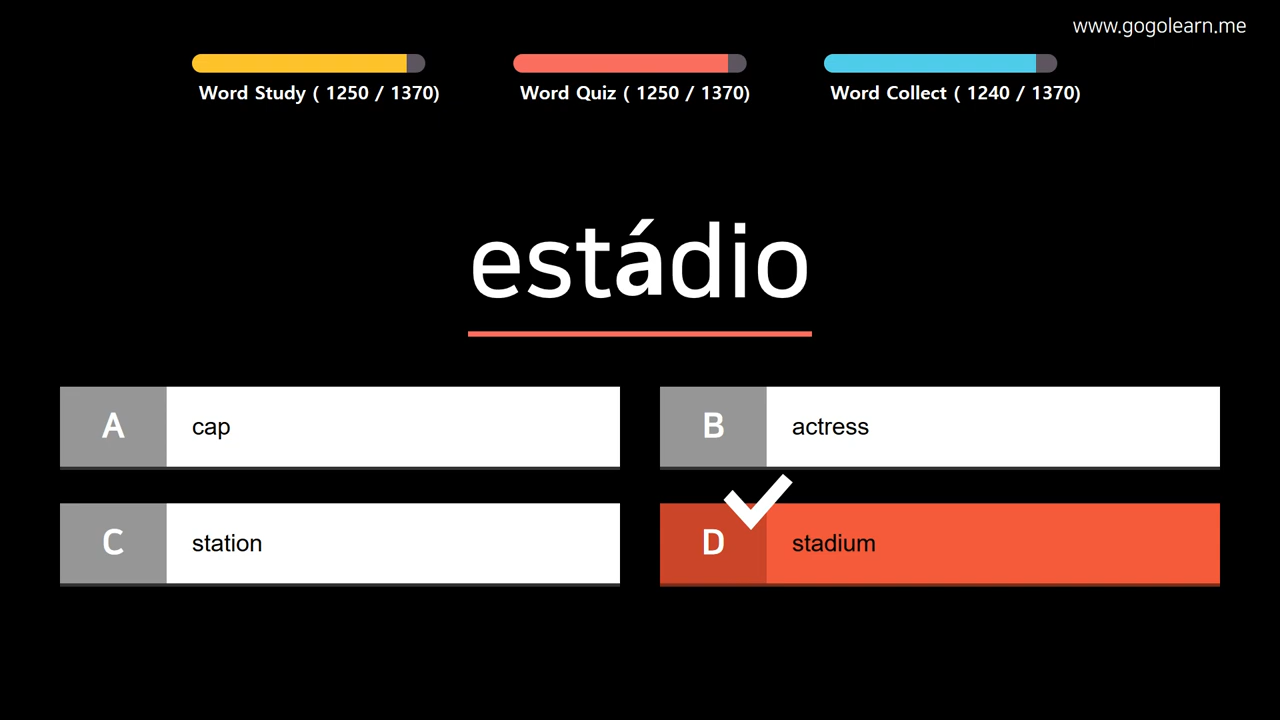 www.gogolearn.me
Word Study ( 1250 / 1370)
Word Quiz ( 1250 / 1370)
Word Collect ( 1240 / 1370)
estádio
A
cap
B
actress
C
station
D
stadium